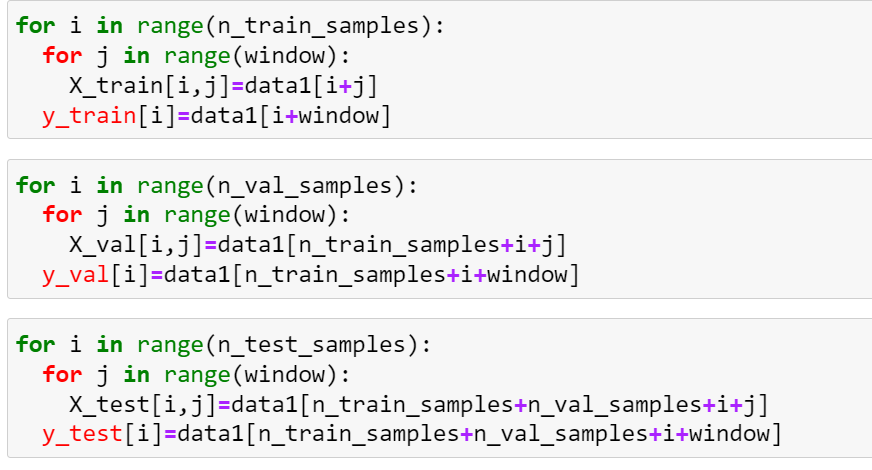 for i in range(n_train_samples):
  for j in range(window):
    X_train[i,j]=data1[i+j]
  y_train[i]=data1[i+window]
for i in range(n_val_samples):
  for j in range(window):
    X_val[i,j]=data1[n_train_samples+i+j]
  y_val[i]=data1[n_train_samples+i+window]
for i in range(n_test_samples):
  for j in range(window):
    X_test[i,j]=data1[n_train_samples+n_val_samples+i+j]
  y_test[i]=data1[n_train_samples+n_val_samples+i+window]